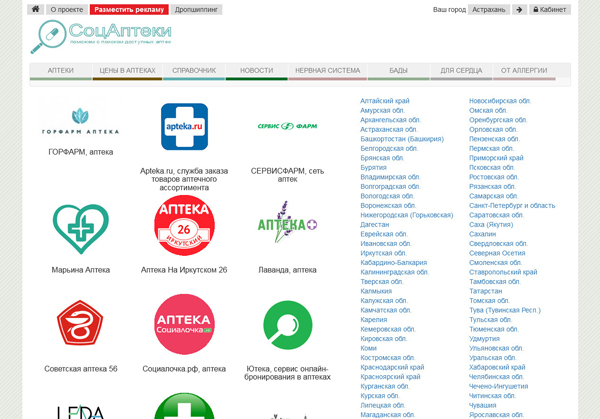 О проекте
Разместить рекламу
Дропшиппинг
Ваш город
Астрахань
Кабинет
СоцАптеки
АПТЕКИ
ЦЕНЫ В АПТЕКАХ
СПРАВОЧНИК
НОВОСТИ
НЕРВНАЯ СИСТЕМА
БАДЫ
ДЛЯ СЕРДЦА
ОТ АЛЛЕРГИИ
ГОРФАРМ АПТЕКА
ГОРФАРМ, аптека
apteka.ru
Apteka.ru, служба заказа
товаров аптечного
ассортимента
СЕРВИС ФАРМ
СЕРВИСФАРМ, сеть
аптек
Марьина Аптека
АПТЕКА
26
ИРКУТСКИЙ
Аптека На Иркутском 26
АПТЕКА
Лаванда, аптека
Советская аптека 56
АПТЕКА
Социалочка
Социалочка.рф, аптека
Ютека, сервис онлайн-
бронирования в аптеках
LEDA
Алтайский край
Амурская обл.
Архангельская обл.
Астраханская обл.
Башкортостан (Башкирия)
Белгородская обл.
Брянская обл.
Бурятия
Владимирская обл.
Волгоградская обл.
Вологодская обл.
Воронежская обл.
Нижегородская (Горьковская)
Дагестан
Еврейская обл.
Ивановская обл.
Иркутская обл.
Кабардино-Балкария
Калининградская обл.
Тверская обл.
Калмыкия
Калужская обл.
Камчатская обл.
Карелия
Кемеровская обл.
Кировская обл.
Коми
Костромская обл.
Краснодарский край
Красноярский край
Курганская обл.
Курская обл.
Липецкая обл.
Магаданская обл.
Новосибирская обл.
Омская обл.
Оренбургская обл.
Орловская обл.
Пензенская обл.
Пермская обл.
Приморский край
Псковская обл.
Ростовская обл.
Рязанская обл.
Самарская обл.
Санкт-Петербург и область
Саратовская обл.
Саха (Якутия)
Сахалин
Свердловская обл.
Северная Осетия
Смоленская обл.
Ставропольский край
Тамбовская обл.
Татарстан
Томская обл.
Тува (Тувинская Респ.)
Тульская обл.
Тюменская обл.
Удмуртия
Ульяновская обл.
Уральская обл.
Хабаровский край
Челябинская обл.
Чечено-Ингушетия
Читинская обл.
Чувашия
Ярославская обл.